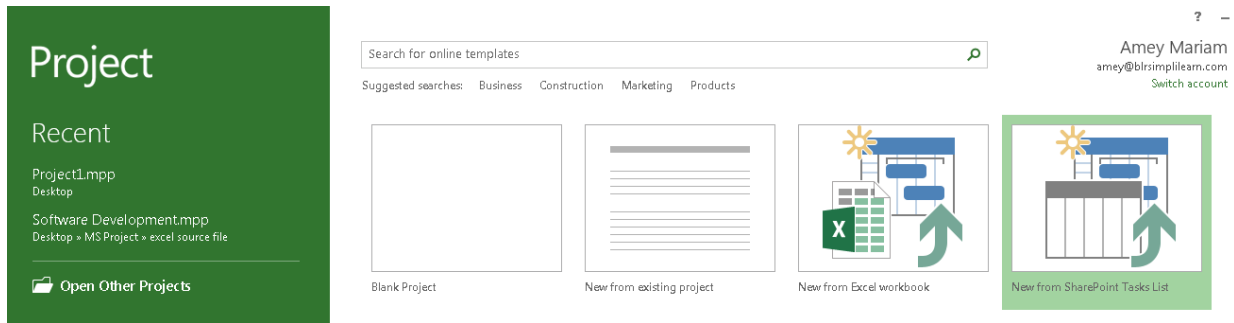 Project
Recent
Project1.mpp
Desktop
Software Development.mpp
Desktop » MS Project » excel source file
Open Other Projects
? –
Search for online templates
Suggested searches: Business Construction Marketing Products
Amey Mariam
amey@blrsimplilearn.com
Switch account
X
Blank Project
New from existing project
New from Excel workbook
New from SharePoint Tasks List